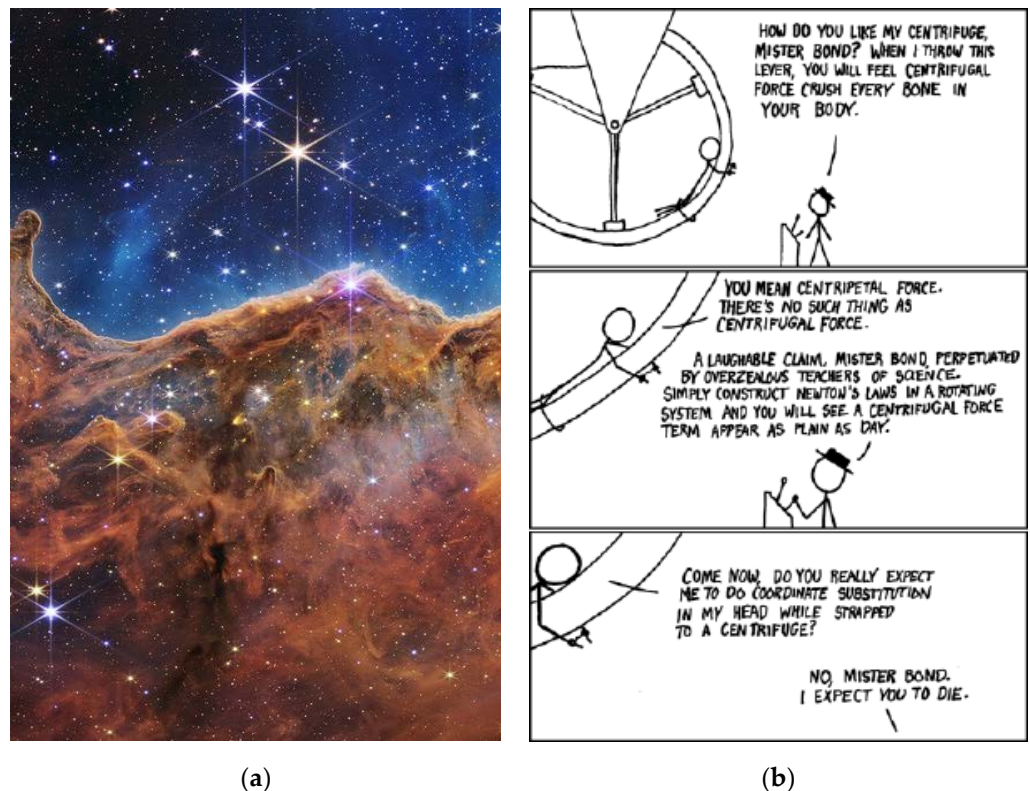 HOW DO YOU LIKE MY CENTRIFUGE,
MISTER BOND? WHEN I THROW THIS
LEVER, YOU WILL FEEL CENTRIFUGAL
FORCE CRUSH EVERY BONE IN
YOUR BODY.
YOU MEAN CENTRIPETAL FORCE.
THERE'S NO SUCH THING AS
CENTRIFUGAL FORCE.
A LAUGHABLE CLAIM, MISTER BOND, PERPETUATED
BY OVERZEALOUS TEACHERS OF SCIENCE.
SIMPLY CONSTRUCT NEWTON'S LAWS IN A ROTATING
SYSTEM AND YOU WILL SEE A CENTRIFUGAL FORCE
TERM APPEAR AS PLAIN AS DAY.
COME NOW, DO YOU REALLY EXPECT
ME TO DO COORDINATE SUBSTITUTION
IN MY HEAD WHILE STRAPPED
TO A CENTRIFUGE?
NO, MISTER BOND.
I EXPECT YOU TO DIE.
(a)
(b)